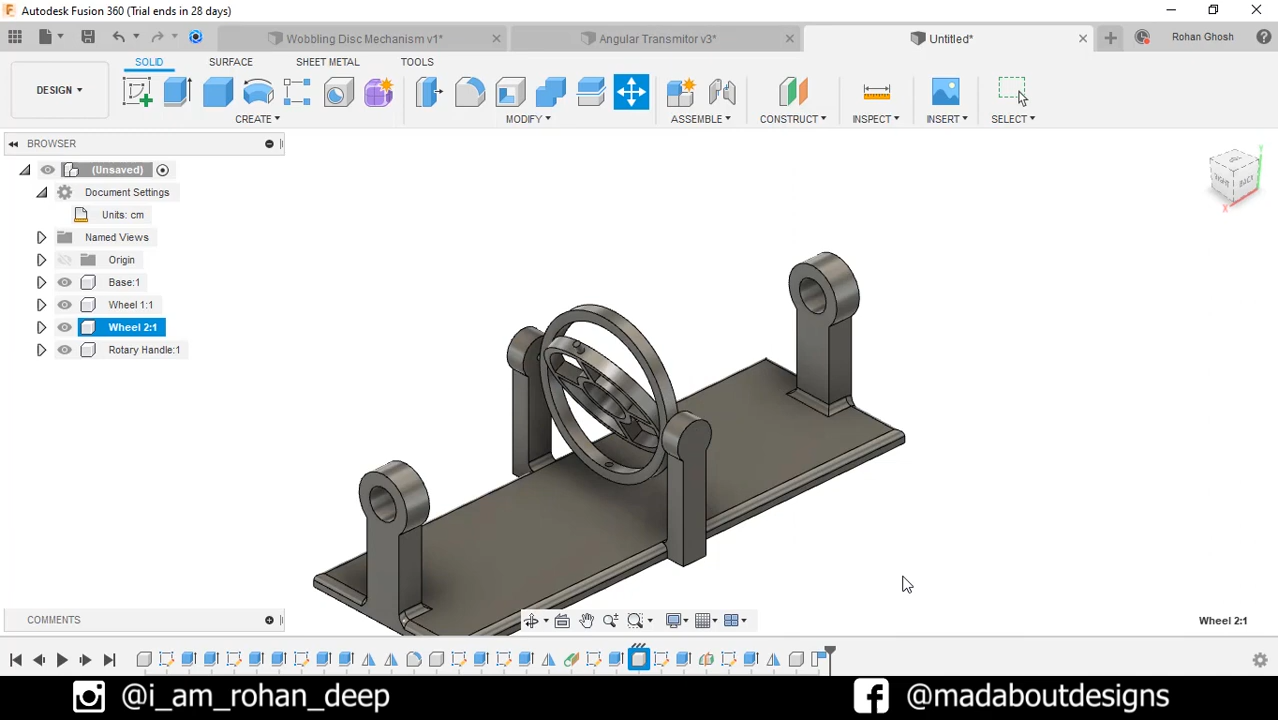 Autodesk Fusion 360 (Trial ends in 28 days)
Wobbling Disc Mechanism v1*
Angular Transmitor v3*
Untitled*
Rohan Ghosh
SOLID
SURFACE
SHEET METAL
TOOLS
DESIGN
CREATE
MODIFY
ASSEMBLE
CONSTRUCT
INSPECT
INSERT
SELECT
BROWSER
(Unsaved)
Document Settings
Units: cm
Named Views
Origin
Base:1
Wheel 1:1
Wheel 2:1
Rotary Handle:1
RIGHT
BACK
Y
X
COMMENTS
Wheel 2:1
@i_am_rohan_deep
@madaboutdesigns